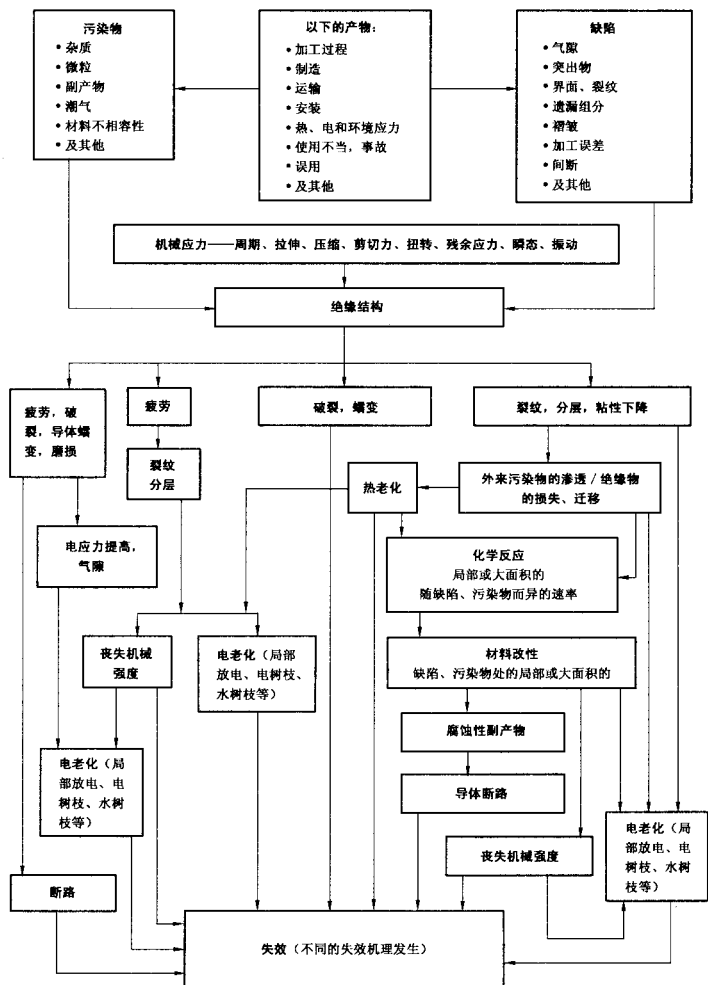 污染物
• 杂质
• 微粒
• 副产物
• 潮气
• 材料不相容性
• 及其他
以下的产物：
• 加工过程
• 制造
• 运输
• 安装
• 热、电和环境应力
• 使用不当，事故
• 误用
• 及其他
缺陷
• 气隙
• 突出物
• 界面、裂纹
• 遗漏组分
• 褶皱
• 加工误差
• 间断
• 及其他
机械应力——周期、拉伸、压缩、剪切力、扭转、残余应力、瞬态、振动
绝缘结构
疲劳，破
裂，导体蠕
变，磨损
疲劳
破裂，蠕变
裂纹，分层，粘性下降
裂纹
分层
热老化
外来污染物的渗透／绝缘物
的损失、迁移
电应力提高，
气隙
化学反应
局部或大面积的
随缺陷、污染物而异的速率
丧失机械
强度
电老化（局部
放电、电树枝、
水树枝等）
材料改性
缺陷、污染物处的局部或大面积的
腐蚀性副产物
电老化（局
部放电、电
树枝、水树
枝等）
导体断路
丧失机械强度
电老化（局
部放电、电
树枝、水树
枝等）
断路
失效（不同的失效机理发生）